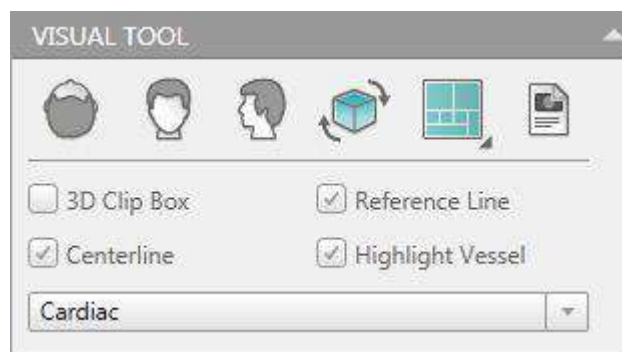 VISUAL TOOL
3D Clip Box
Reference Line
Centerline
Highlight Vessel
Cardiac